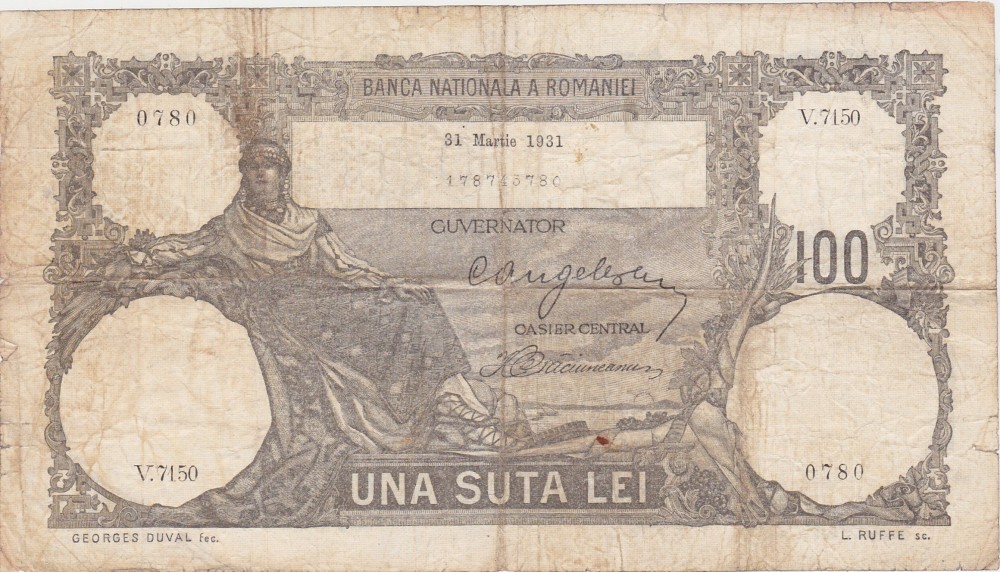 BANCA NATIONALA A ROMANIEI
0780
V.7150
31 Martie 1931
178745780
GUVERNATOR
100
CASIER CENTRAL
V.7150
0780
UNA SUTA LEI
GEORGES DUVAL fec.
L. RUFFE sc.